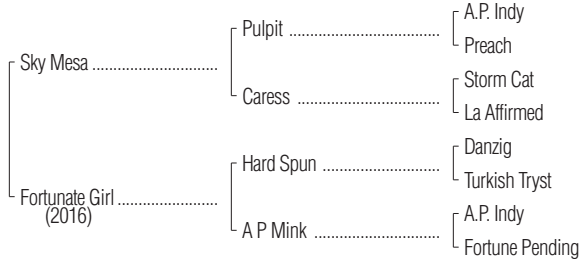 A.P. Indy
Pulpit ..............................
Preach
Sky Mesa ..............................
Storm Cat
Caress ..............................
La Affirmed
Danzig
Hard Spun ..............................
Turkish Tryst
Fortunate Girl ..............................
(2016)
A.P. Indy
A P Mink ..............................
Fortune Pending